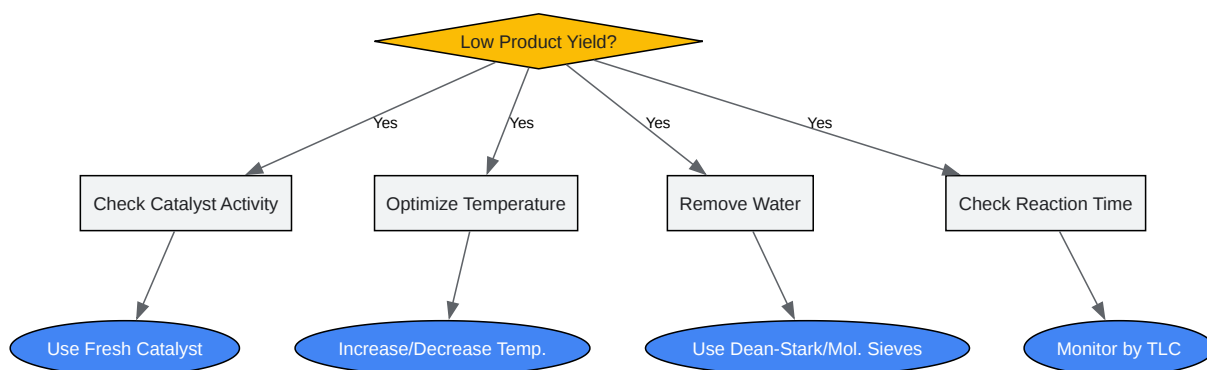 Low Product Yield?
Yes
Yes
Yes
Yes
Check Catalyst Activity
Optimize Temperature
Remove Water
Check Reaction Time
Use Fresh Catalyst
Increase/Decrease Temp.
Use Dean-Stark/Mol. Sieves
Monitor by TLC